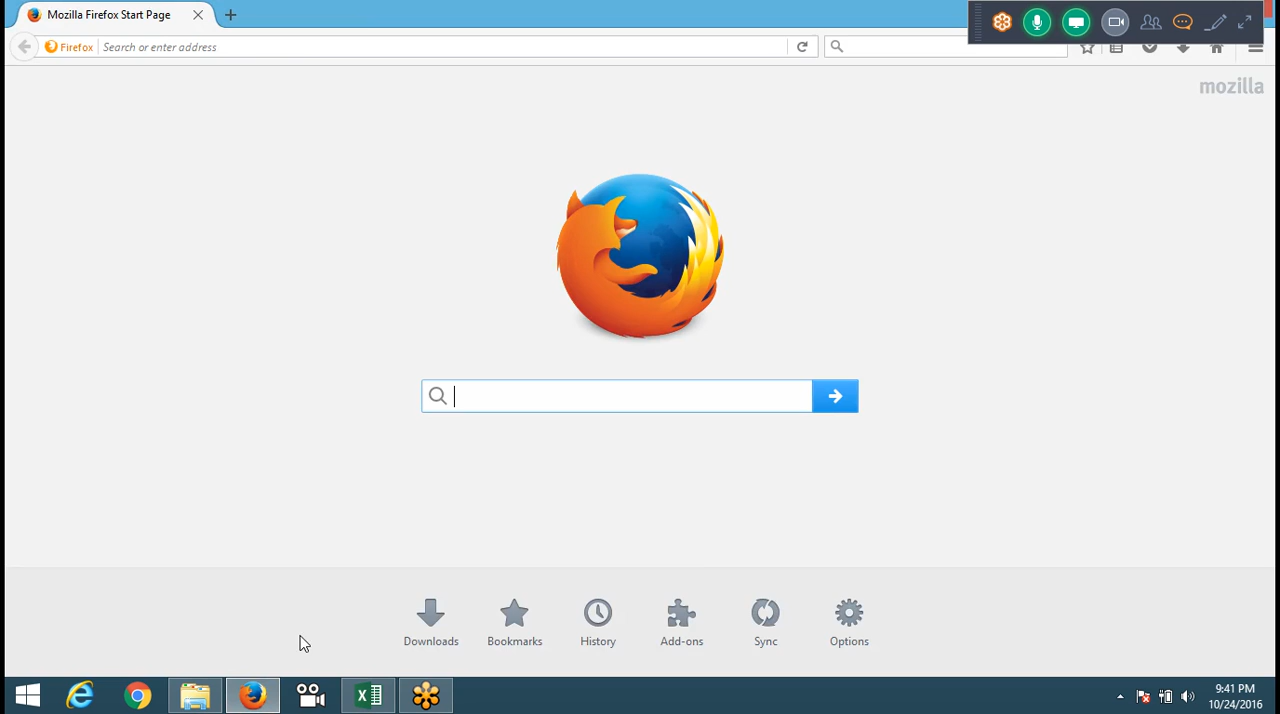 Mozilla Firefox Start Page
Firefox
Search or enter address
mozilla
Downloads
Bookmarks
History
Add-ons
Sync
Options
9:41 PM
10/24/2016